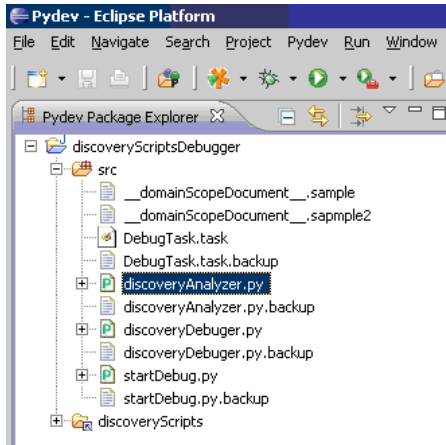 Pydev - Eclipse Platform
File Edit Navigate Search Project Pydev Run Window
Pydev Package Explorer
discoveryScriptsDebugger
src
__domainScopeDocument__.sample
__domainScopeDocument__.sapmple2
DebugTask.task
DebugTask.task.backup
discoveryAnalyzer.py
discoveryAnalyzer.py.backup
discoveryDebuger.py
discoveryDebuger.py.backup
startDebug.py
startDebug.py.backup
discoveryScripts